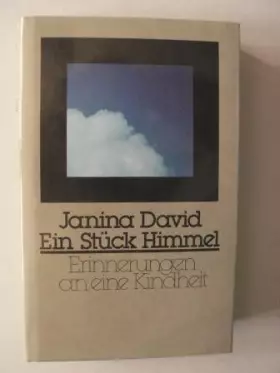 Janina David
Ein Stück Himmel
Erinnerungen
an eine Kindheit